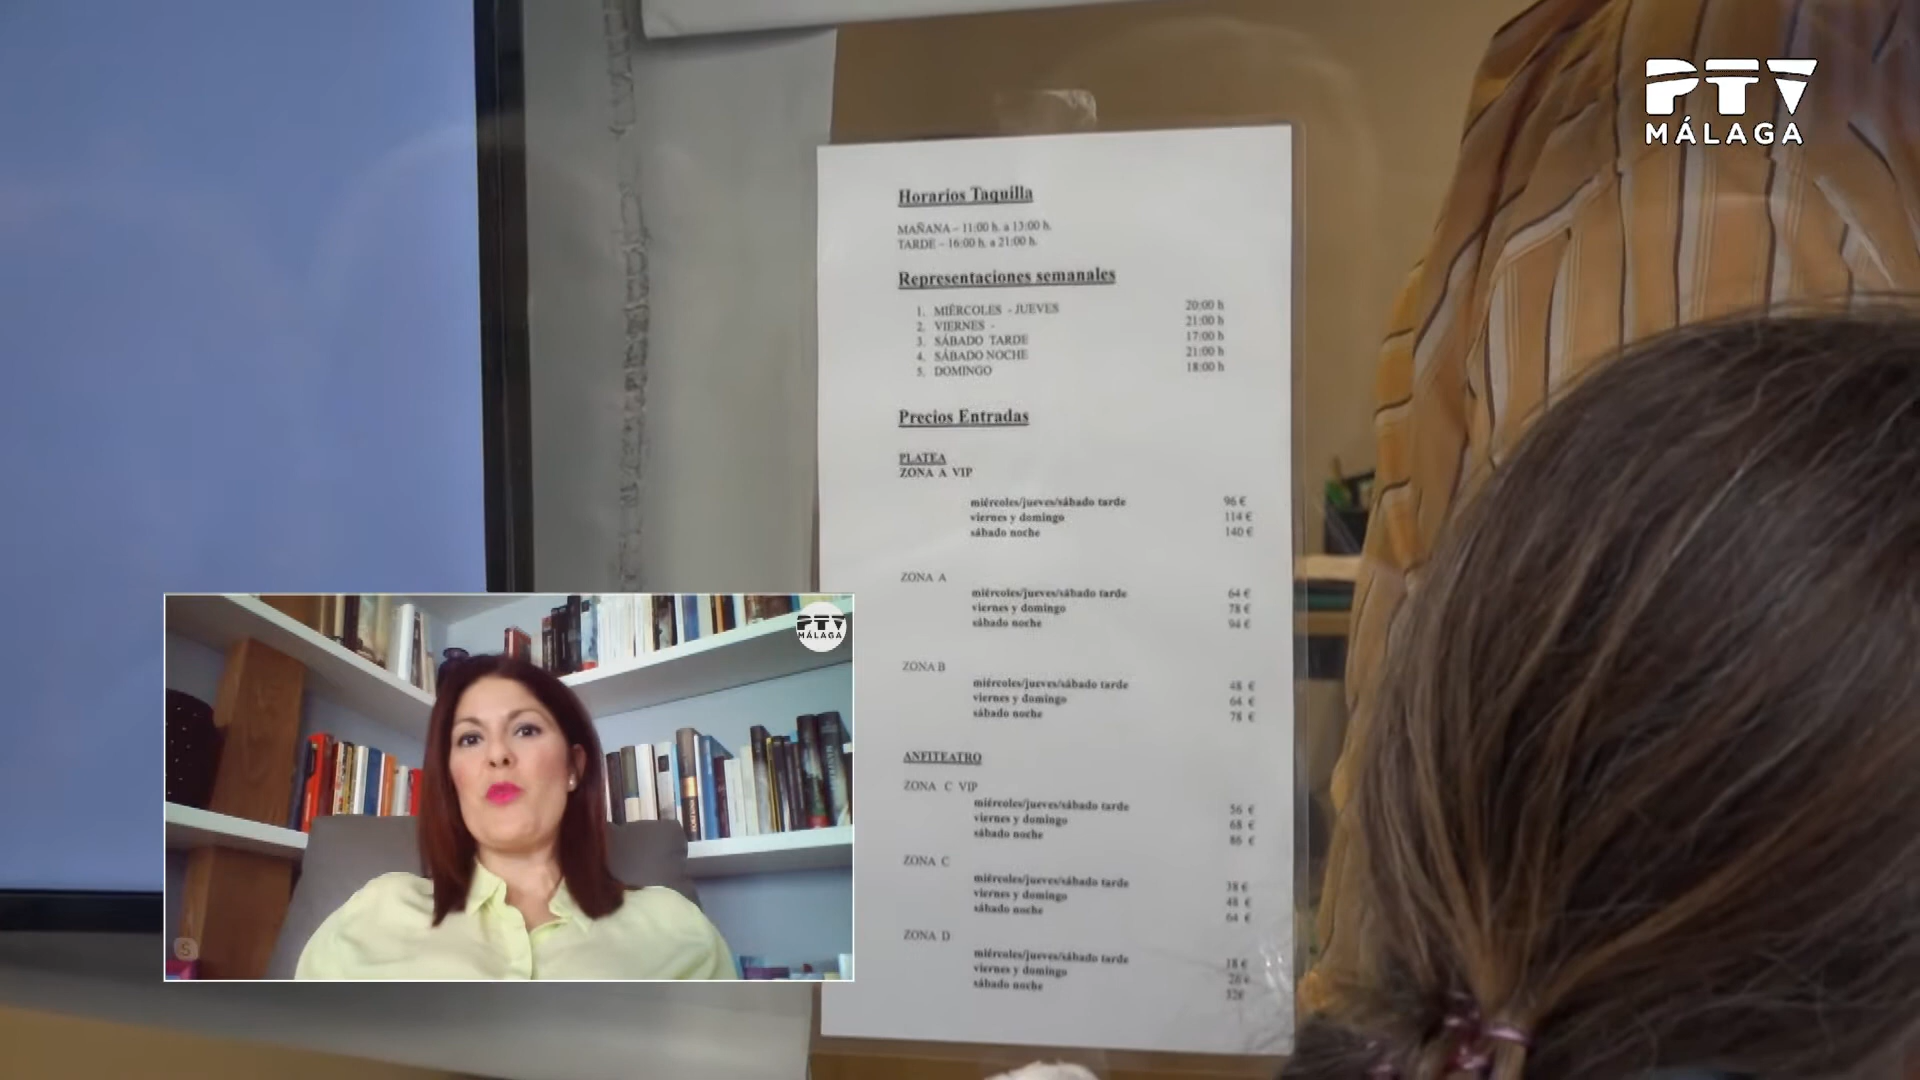 PTV
MÁLAGA
Horarios Taquilla
MAÑANA – 11:00 h. a 13:00 h.
TARDE – 16:00 h. a 21:00 h.
Representaciones semanales
1. MIÉRCOLES - JUEVES 20:00 h
2. VIERNES - 21:00 h
3. SÁBADO TARDE 17:00 h
4. SÁBADO NOCHE 21:00 h
5. DOMINGO 18:00 h
Precios Entradas
PLATEA
ZONA A VIP
miércoles/jueves/sábado tarde 96 €
viernes y domingo 114 €
sábado noche 140 €
ZONA A
miércoles/jueves/sábado tarde 64 €
viernes y domingo 78 €
sábado noche 94 €
ZONA B
miércoles/jueves/sábado tarde 48 €
viernes y domingo 64 €
sábado noche 78 €
ANFITEATRO
ZONA C VIP
miércoles/jueves/sábado tarde 56 €
viernes y domingo 68 €
sábado noche 86 €
ZONA C
miércoles/jueves/sábado tarde 38 €
viernes y domingo 48 €
sábado noche 64 €
ZONA D
miércoles/jueves/sábado tarde 18 €
viernes y domingo
sábado noche 32€
PTV
MÁLAGA
S